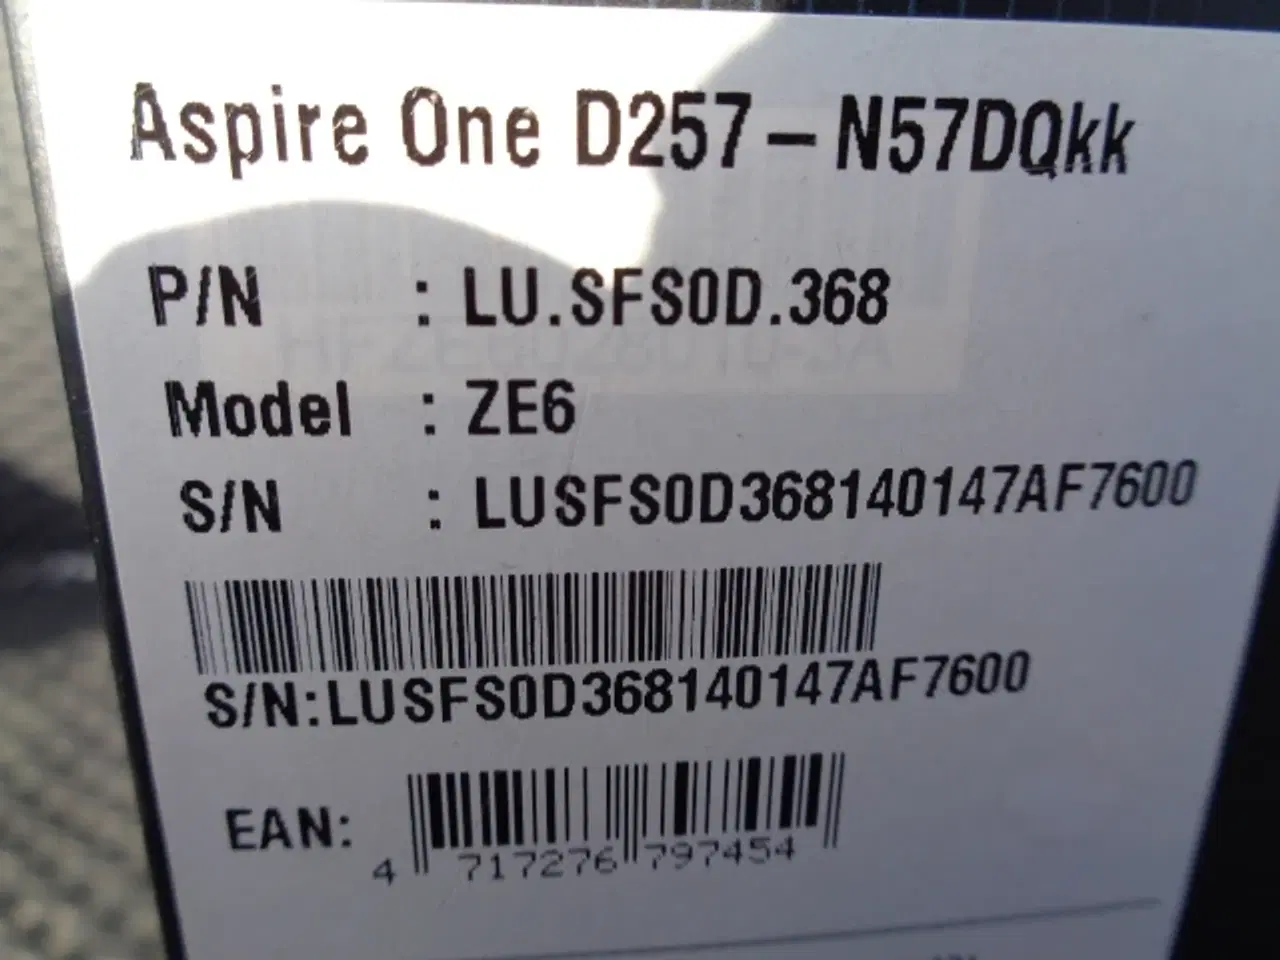 Aspire One D257-N57DQkk
P/N : LU.SFS0D.368
Model : ZE6
S/N : LUSFS0D368140147AF7600
S/N:LUSFS0D368140147AF7600
EAN:
4 717276 797454